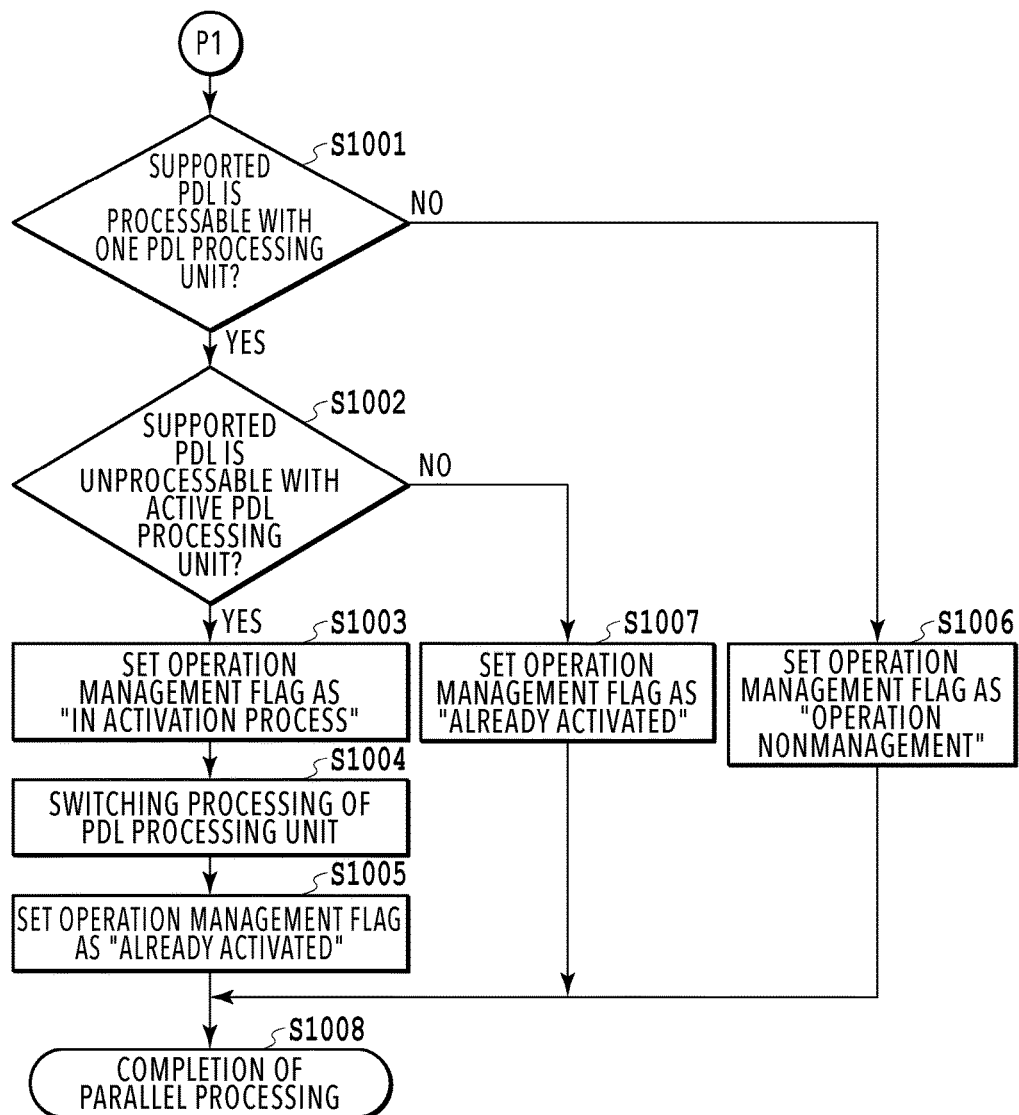 P1
S1001
SUPPORTED
PDL IS
PROCESSABLE WITH
ONE PDL PROCESSING
UNIT?
NO
YES
S1002
SUPPORTED
PDL IS
UNPROCESSABLE WITH
ACTIVE PDL
PROCESSING
UNIT?
NO
YES
S1003
SET OPERATION
MANAGEMENT FLAG AS
"IN ACTIVATION PROCESS"
S1007
SET OPERATION
MANAGEMENT FLAG AS
"ALREADY ACTIVATED"
S1006
SET OPERATION
MANAGEMENT FLAG AS
"OPERATION
NONMANAGEMENT"
S1004
SWITCHING PROCESSING OF
PDL PROCESSING UNIT
S1005
SET OPERATION MANAGEMENT FLAG
AS "ALREADY ACTIVATED"
S1008
COMPLETION OF
PARALLEL PROCESSING